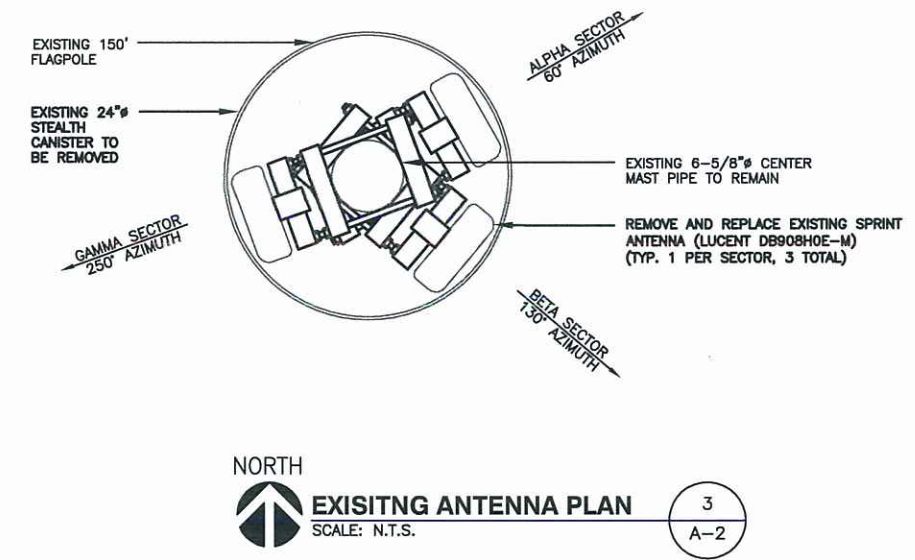 EXISTING 150'
FLAGPOLE
EXISTING 24"ø
STEALTH
CANISTER TO
BE REMOVED
ALPHA SECTOR
60° AZIMUTH
EXISTING 6-5/8"ø CENTER
MAST PIPE TO REMAIN
REMOVE AND REPLACE EXISTING SPRINT
ANTENNA (LUCENT DB908H0E-M)
(TYP. 1 PER SECTOR, 3 TOTAL)
GAMMA SECTOR
250° AZIMUTH
BETA SECTOR
130° AZIMUTH
NORTH
EXISITNG ANTENNA PLAN
SCALE: N.T.S.
3
A-2